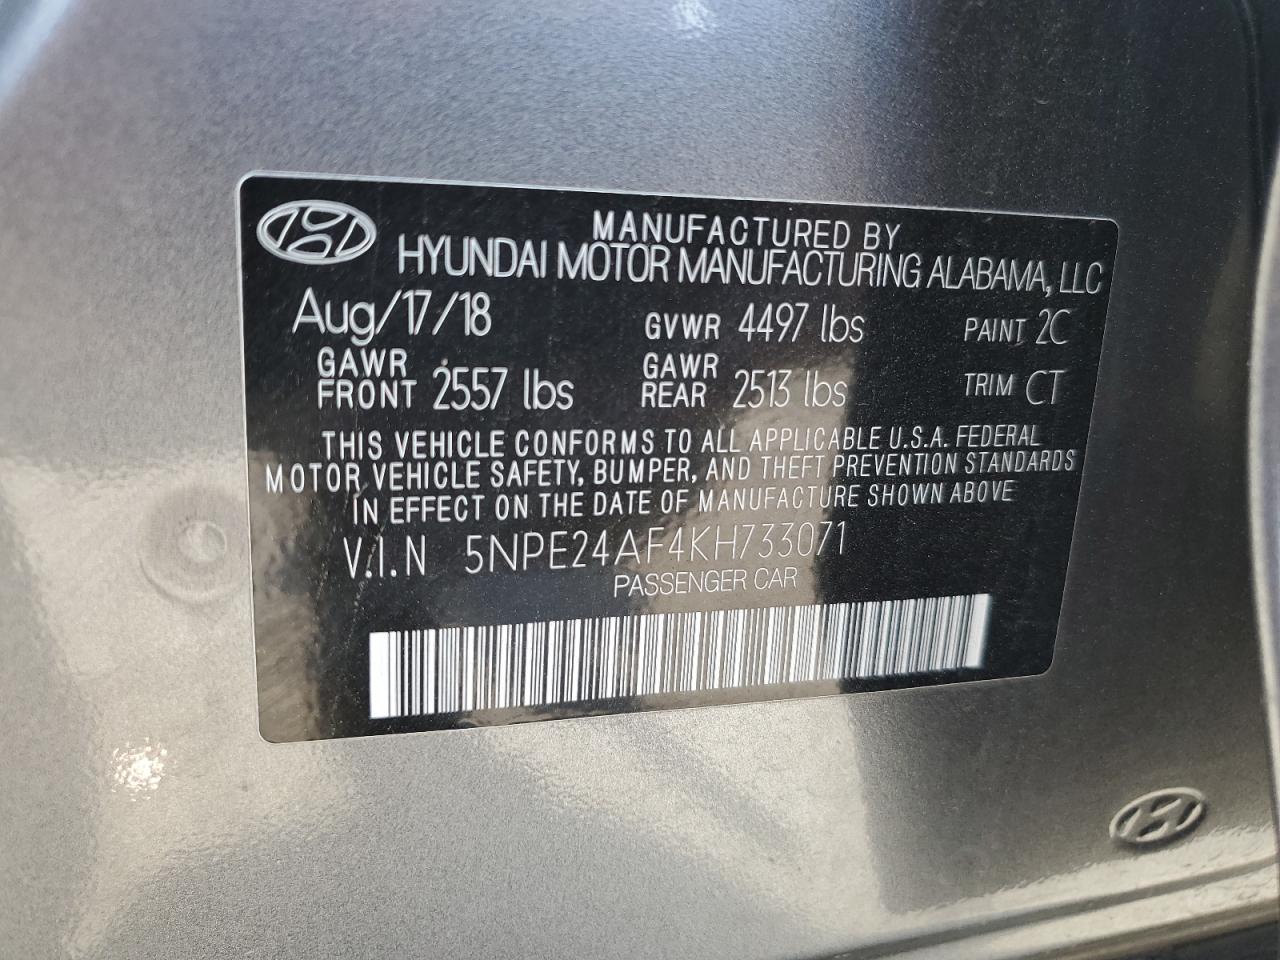 MANUFACTURED BY
HYUNDAI MOTOR MANUFACTURING ALABAMA, LLC
Aug/17/18 GVWR 4497 lbs PAINT 2C
GAWR FRONT 2557 lbs GAWR REAR 2513 lbs TRIM CT
THIS VEHICLE CONFORMS TO ALL APPLICABLE U.S.A. FEDERAL
MOTOR VEHICLE SAFETY, BUMPER, AND THEFT PREVENTION STANDARDS
IN EFFECT ON THE DATE OF MANUFACTURE SHOWN ABOVE
V.I.N 5NPE24AF4KH733071
PASSENGER CAR